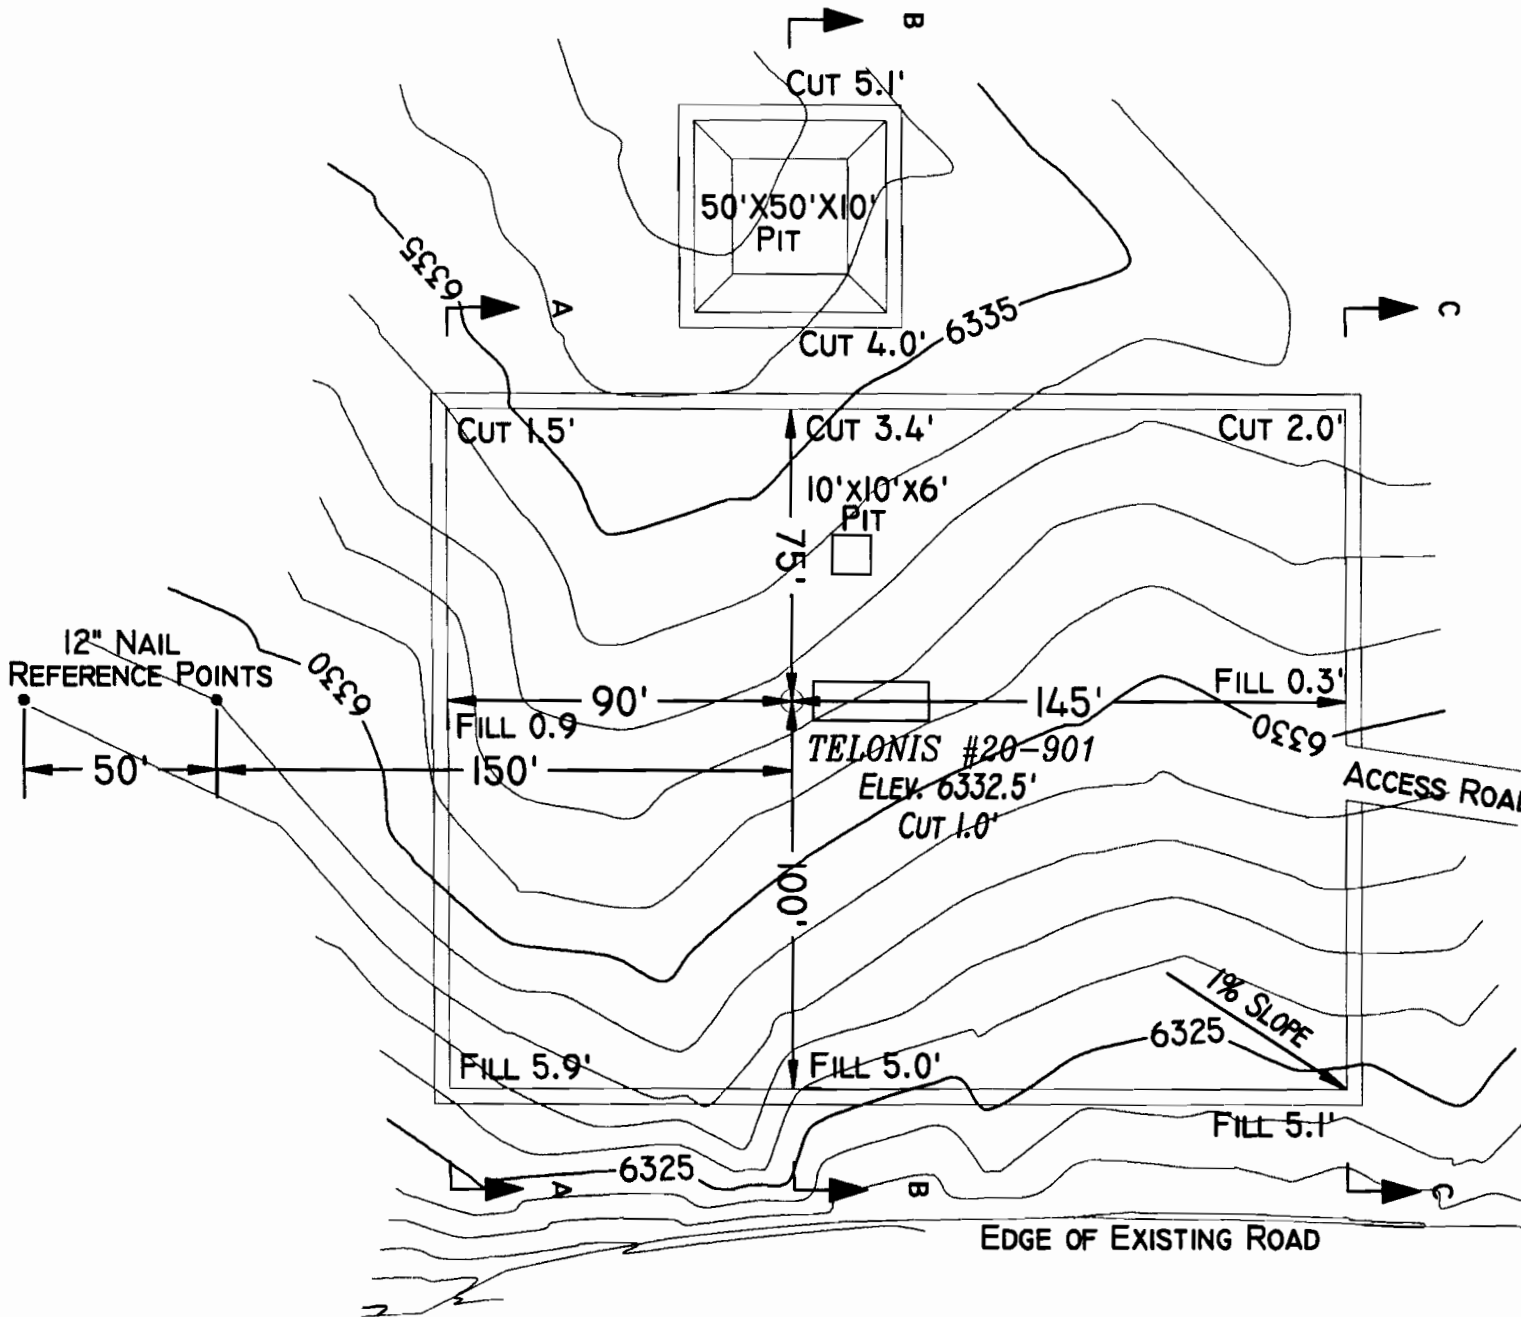 B
CUT 5.1'
50'X50'X10'
PIT
6335
A
CUT 4.0'
6335
C
CUT 1.5'
CUT 3.4'
CUT 2.0'
10'X10'X6'
PIT
75'
12" NAIL
REFERENCE POINTS
6330
90'
145'
FILL 0.3'
FILL 0.9
6330
TELONIS #20-901
50'
150'
ELEV. 6332.5'
ACCESS ROAD
CUT 1.0'
100'
1% SLOPE
6325
FILL 5.9'
FILL 5.0'
FILL 5.1'
6325
A
B
C
EDGE OF EXISTING ROAD